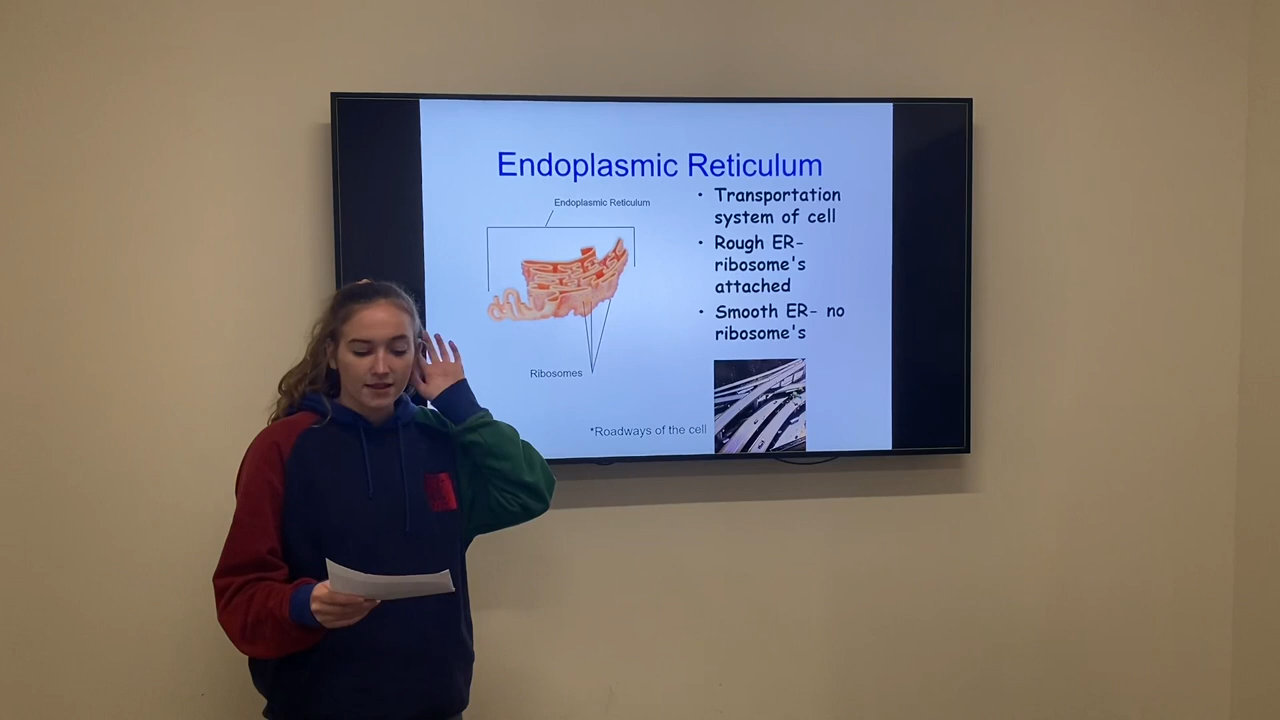 Endoplasmic Reticulum
Endoplasmic Reticulum
Ribosomes
*Roadways of the cell
• Transportation
system of cell
• Rough ER-
ribosome's
attached
• Smooth ER- no
ribosome's